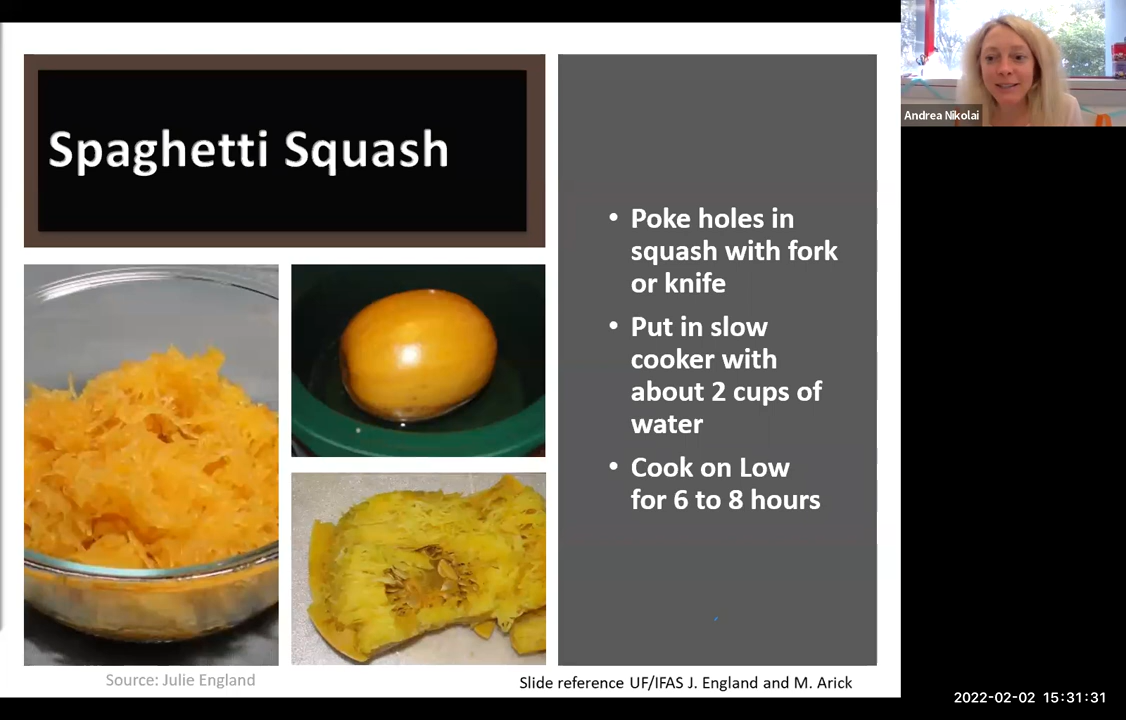 Spaghetti Squash
• Poke holes in
squash with fork
or knife
• Put in slow
cooker with
about 2 cups of
water
• Cook on Low
for 6 to 8 hours
Source: Julie England
Slide reference UF/IFAS J. England and M. Arick
Andrea Nikolai
2022-02-02 15:31:31